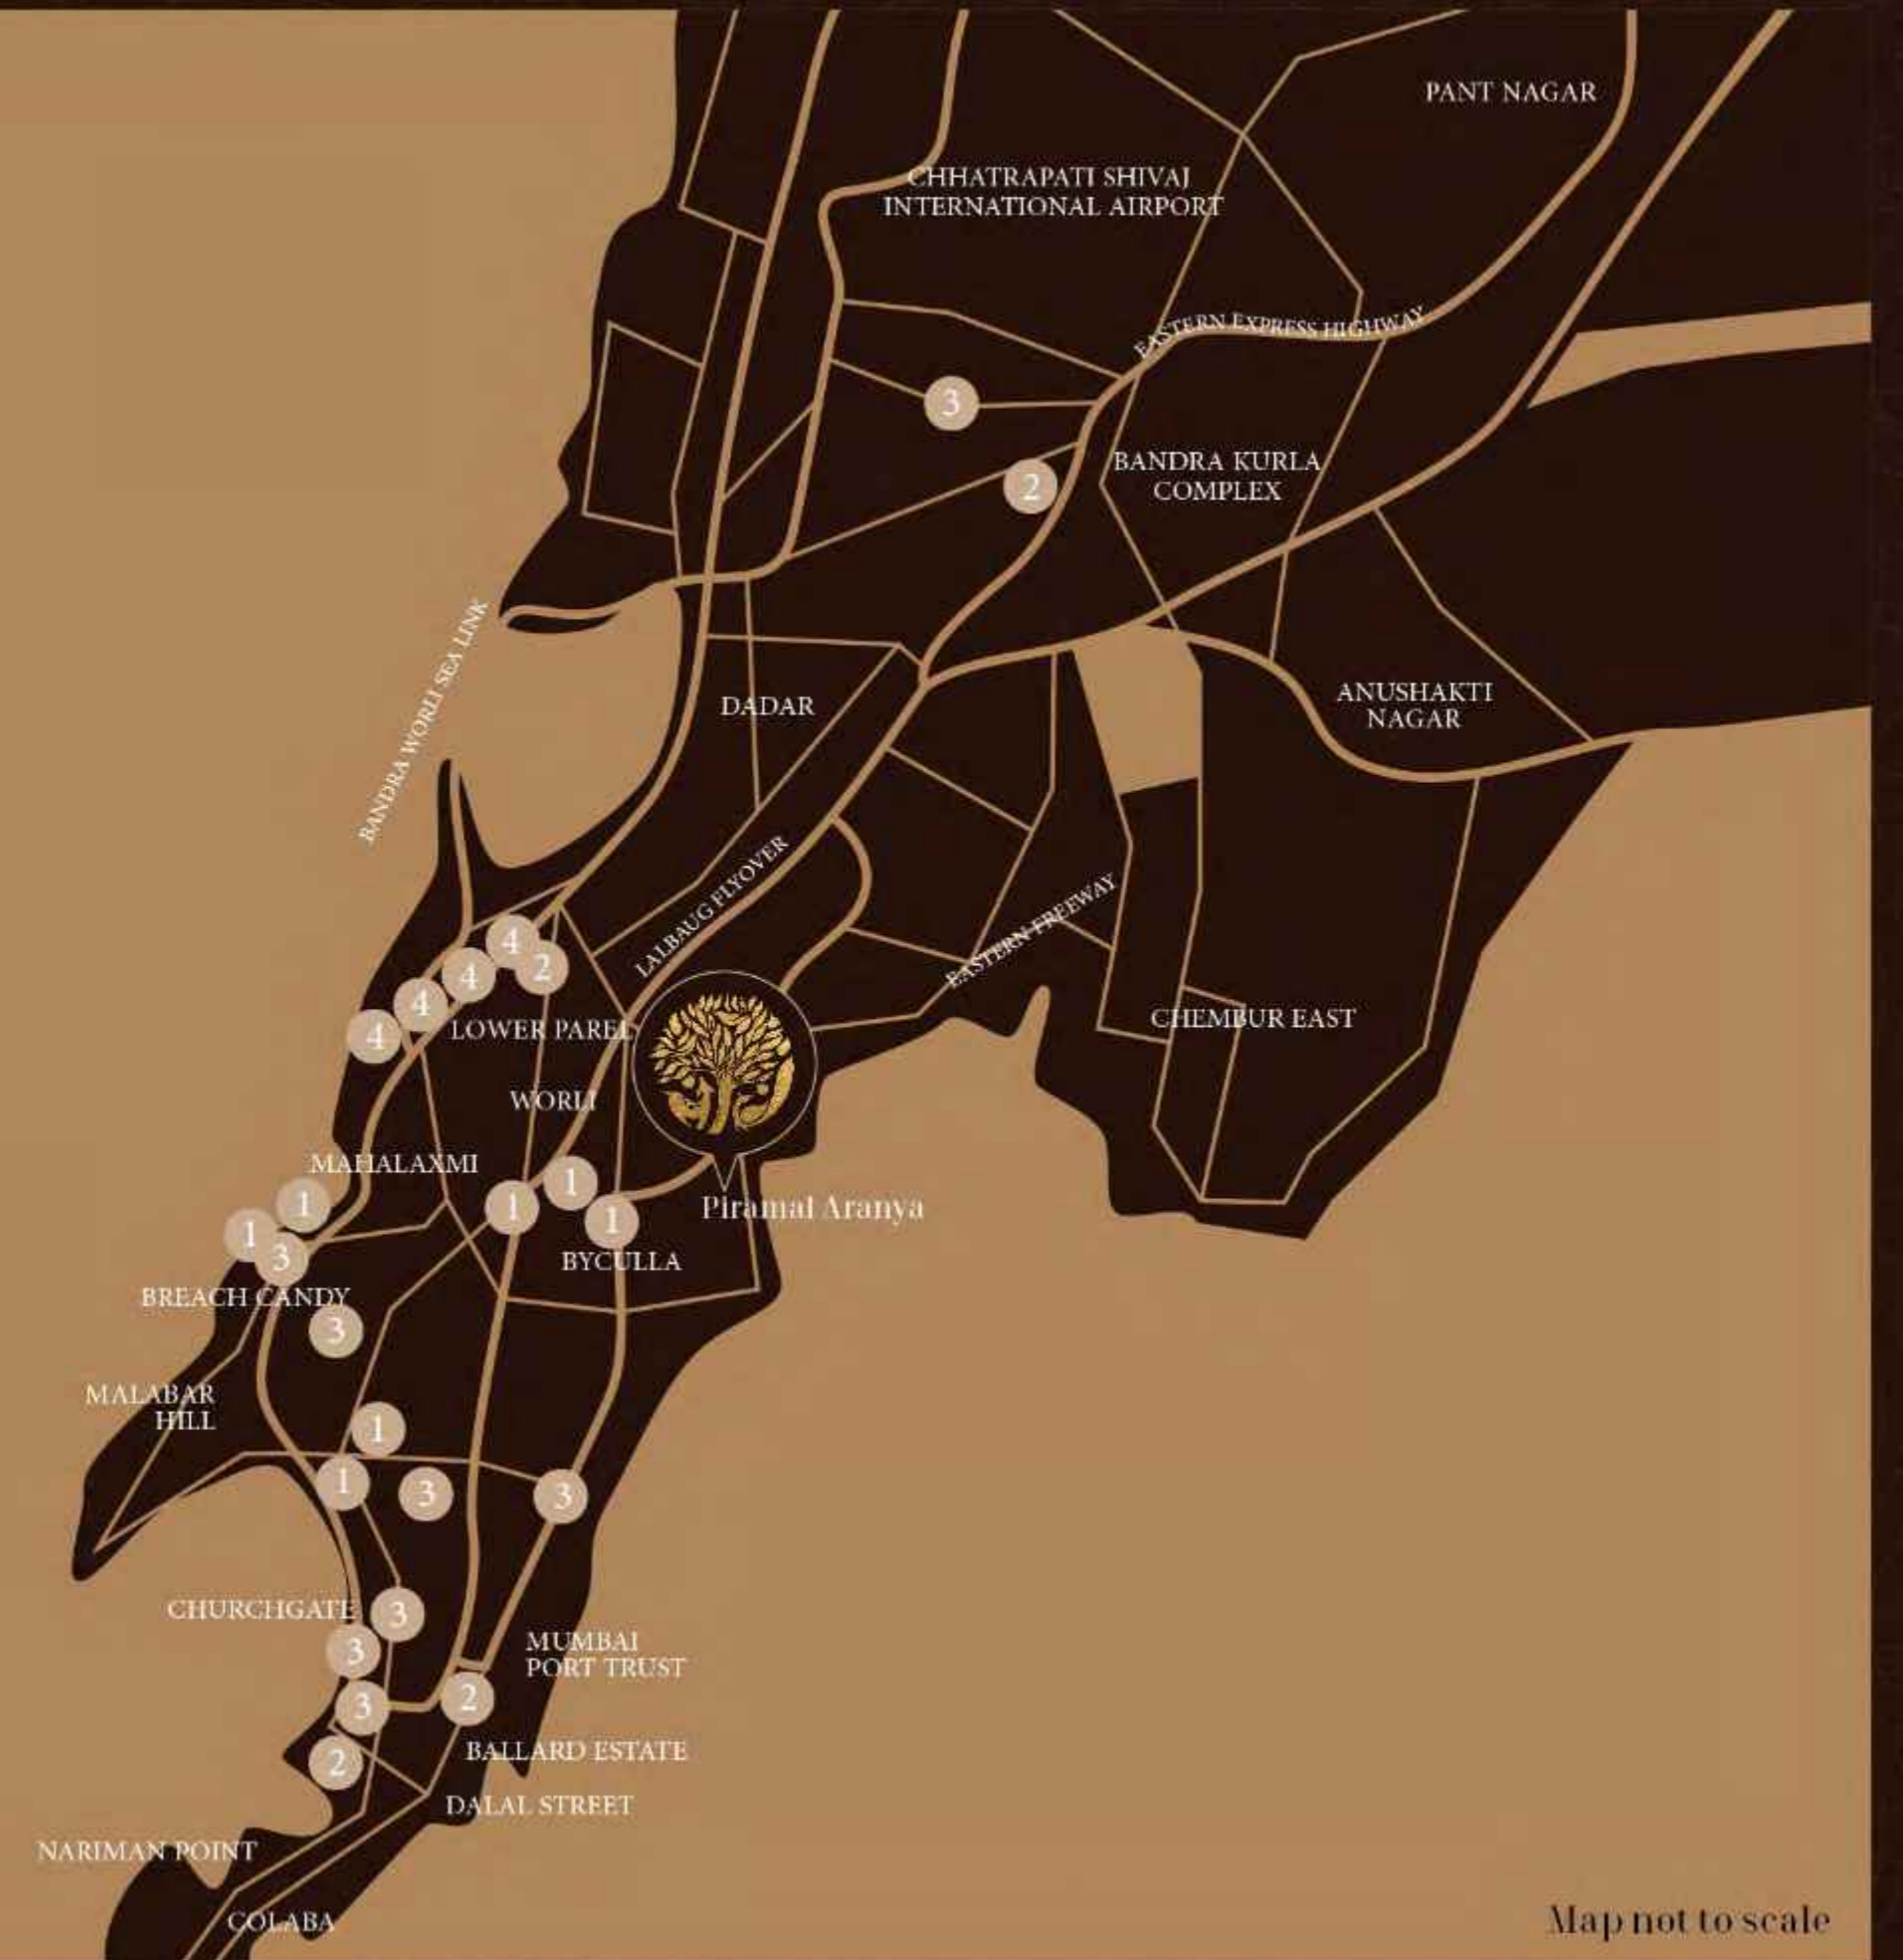 PANT NAGAR
CHHATRAPATI SHIVAJ
INTERNATIONAL AIRPORT
EASTERN EXPRESS HIGHWAY
3
BANDRA KURLA
COMPLEX
2
BANDRA WORLI SEA LINK
ANUSHAKTI
NAGAR
DADAR
LALBAUG FLYOVER
EASTERN FREEWAY
4
2
4
4
4
LOWER PAREL
CHEMBUR EAST
WORLI
MAHALAXMI
1
1
1
1
1
3
Piramal Aranya
BYCULLA
BREACH CANDY
3
MALABAR
HILL
1
1
3
3
CHURCHGATE
3
3
MUMBAI
PORT TRUST
3
2
2
BALLARD ESTATE
DALAL STREET
NARIMAN POINT
COLABA
Map not to scale